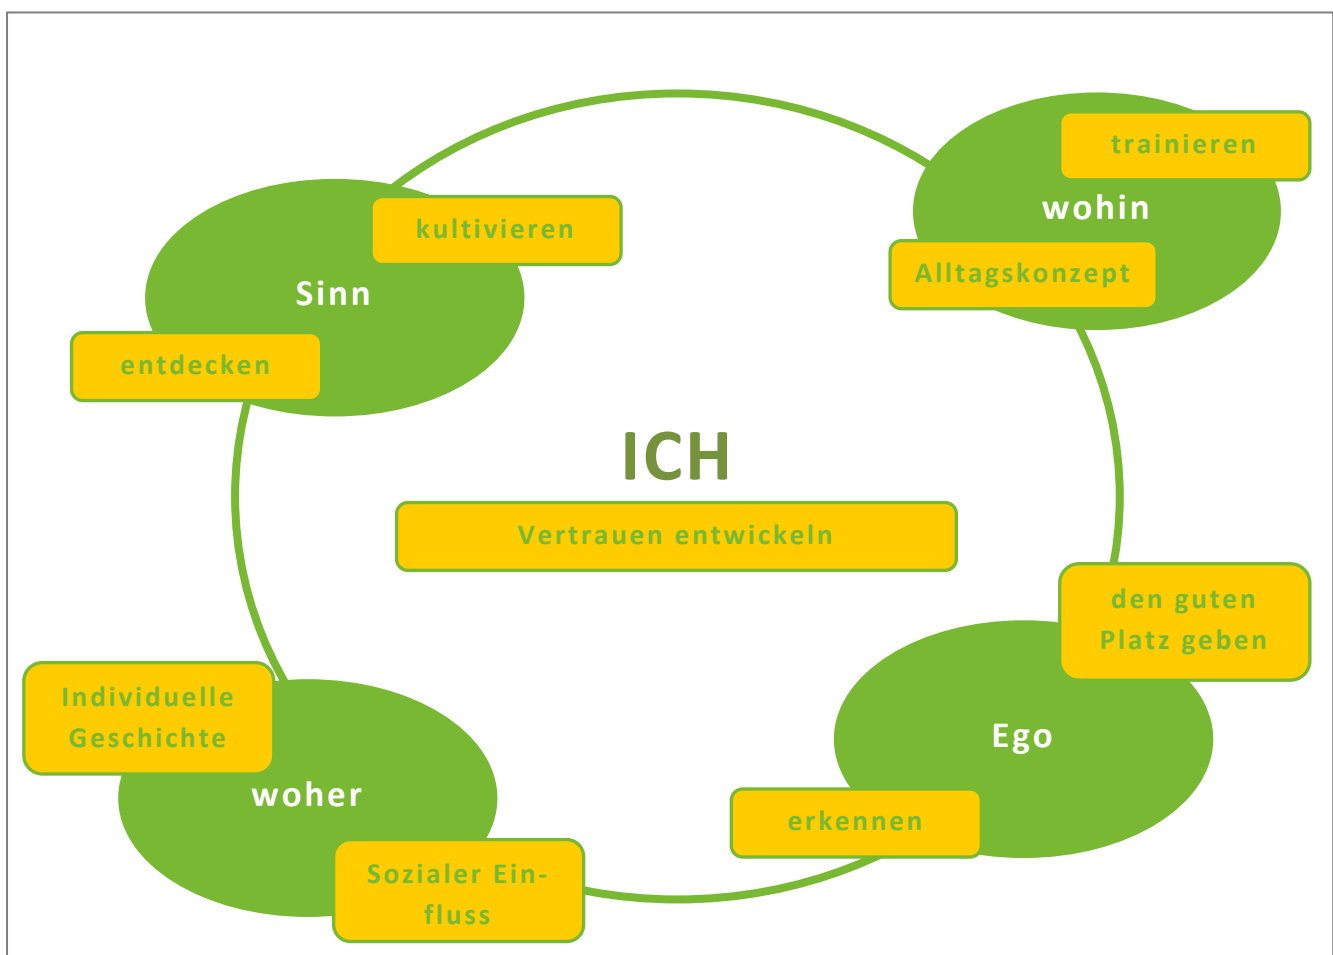 trainieren
wohin
Alltagskonzept
kultivieren
Sinn
entdecken
ICH
Vertrauen entwickeln
den guten
Platz geben
Ego
erkennen
Individuelle
Geschichte
woher
Sozialer Ein-
fluss